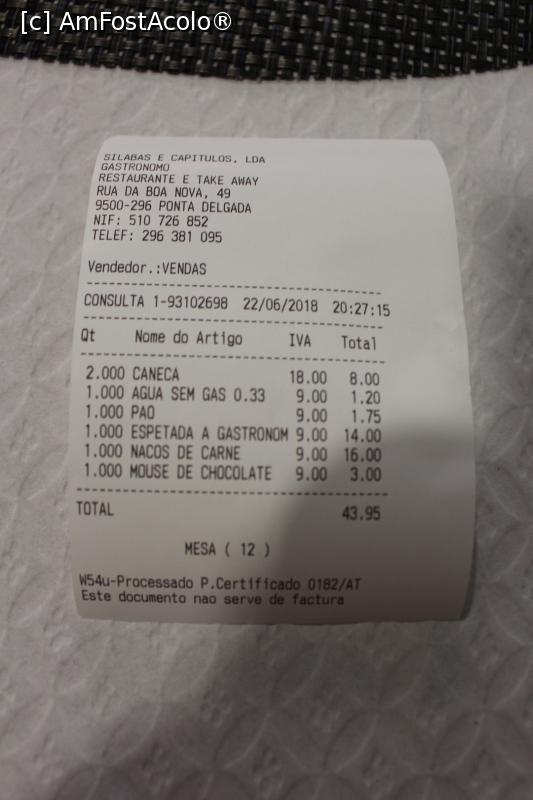 [c] AmFostAcolo®
SILABAS E CAPITULOS, LDA
GASTRONOMO
RESTAURANTE E TAKE AWAY
RUA DA BOA NOVA, 49
9500-296 PONTA DELGADA
NIF: 510 726 852
TELEF: 296 381 095
Vendedor.:VENDAS
CONSULTA 1-93102698 22/06/2018 20:27:15
Qt Nome do Artigo IVA Total
2.000 CANECA 18.00 8.00
1.000 AGUA SEM GAS 0.33 9.00 1.20
1.000 PAO 9.00 1.75
1.000 ESPETADA A GASTRONOM 9.00 14.00
1.000 NACOS DE CARNE 9.00 16.00
1.000 MOUSE DE CHOCOLATE 9.00 3.00
TOTAL 43.95
MESA ( 12 )
W54u-Processado P.Certificado 0182/AT
Este documento nao serve de factura